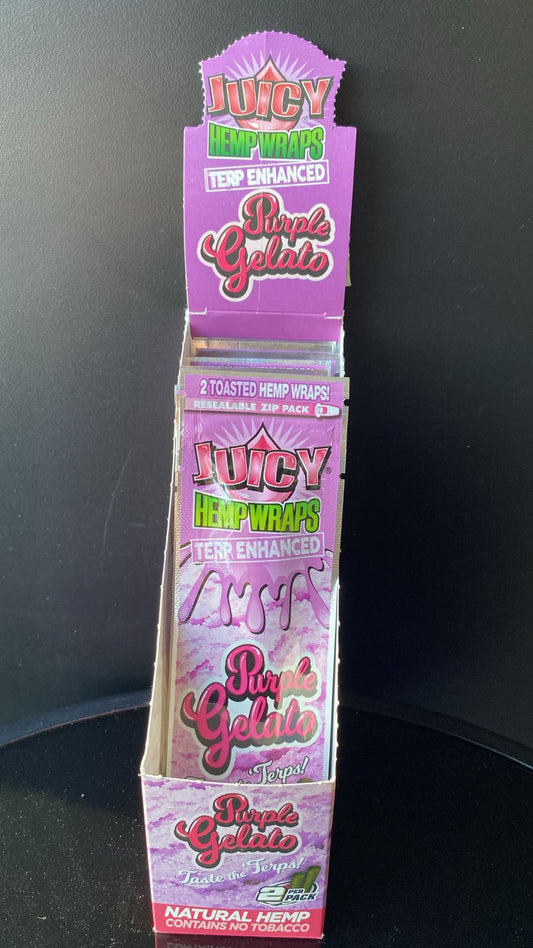 JUICY
HEMP WRAPS
TERP ENHANCED
Purple
Gelato
2 TOASTED HEMP WRAPS!
RESEALABLE ZIP PACK
JUICY®
HEMP WRAPS
TERP ENHANCED
Purple
Gelato
'Terps!
Purple
Gelato
Taste the 'Terps!
2 PER PACK
NATURAL HEMP
CONTAINS NO TOBACCO